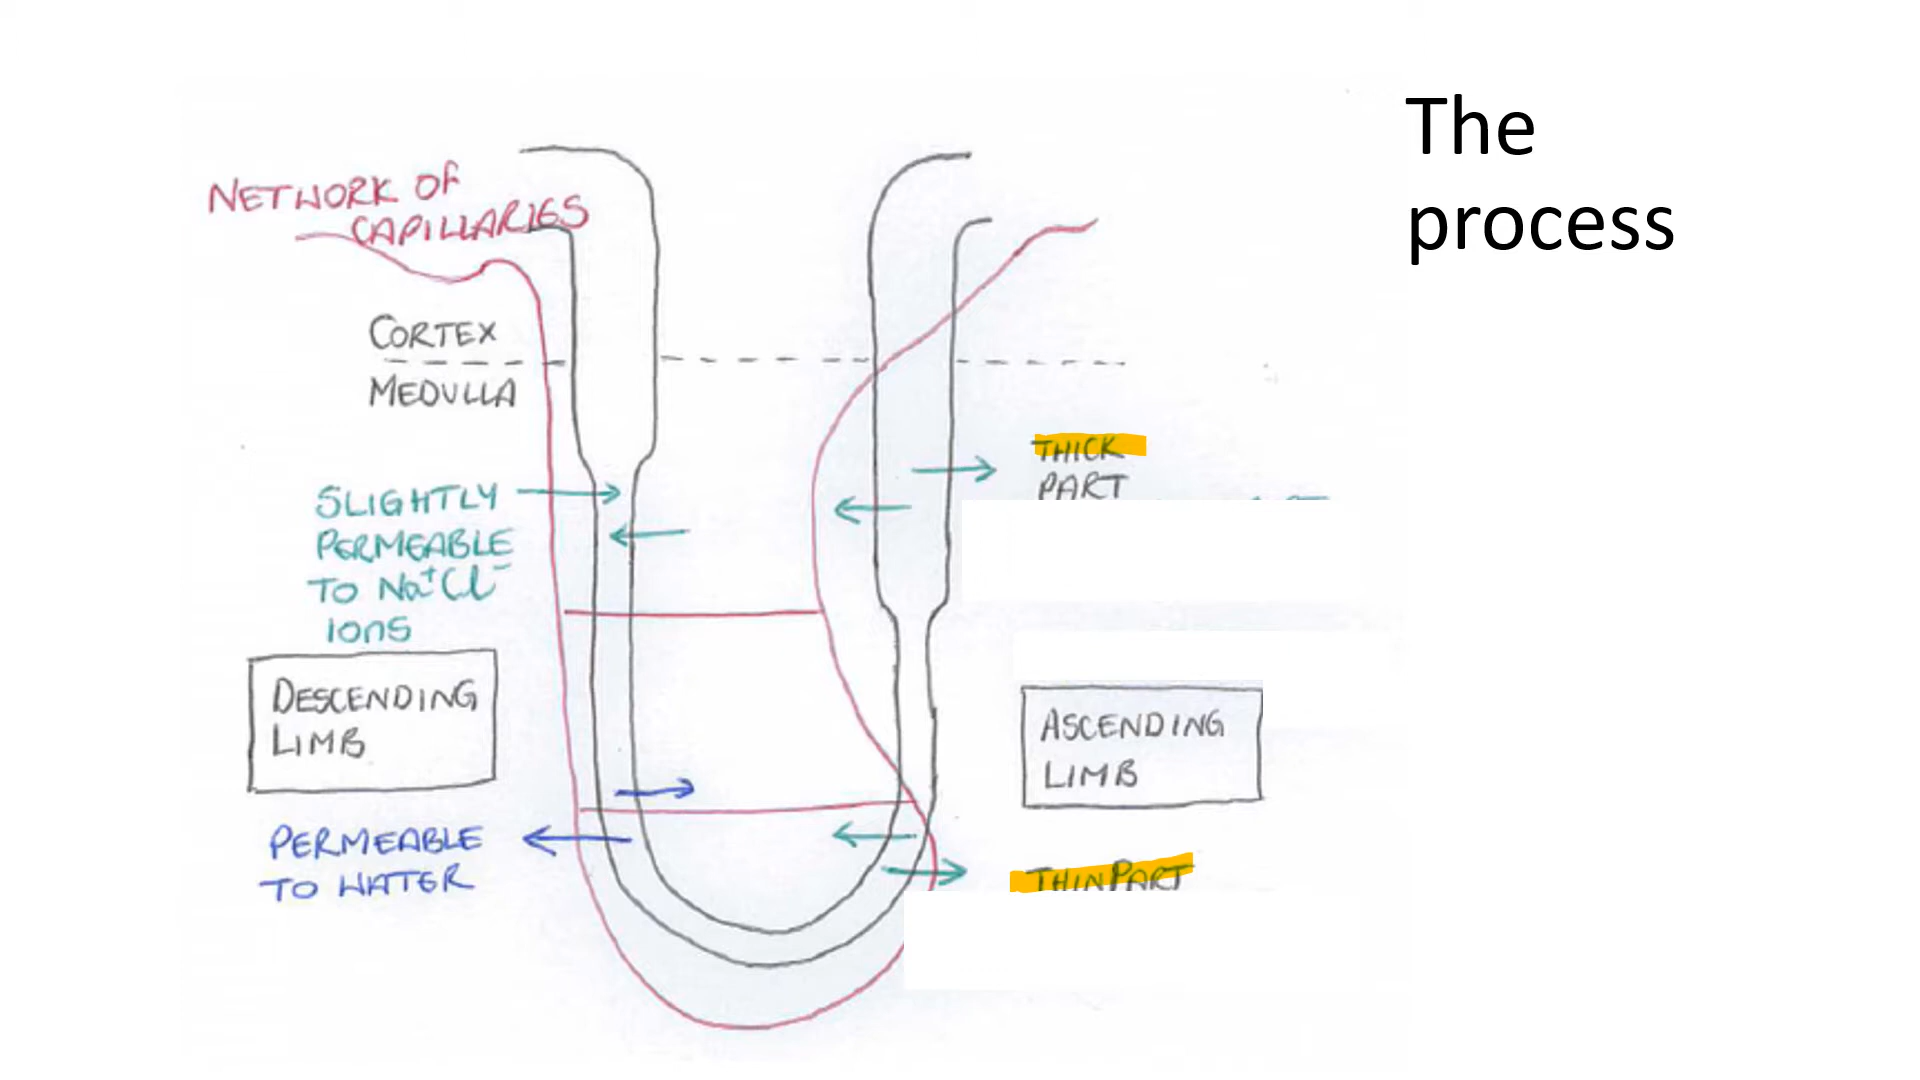 The
process
NETWORK OF
CAPILLARIES
CORTEX
MEDULLA
THICK
PART
SLIGHTLY
PERMEABLE
TO Na+Cl-
IONS
DESCENDING
LIMB
ASCENDING
LIMB
PERMEABLE
TO WATER
THIN PART